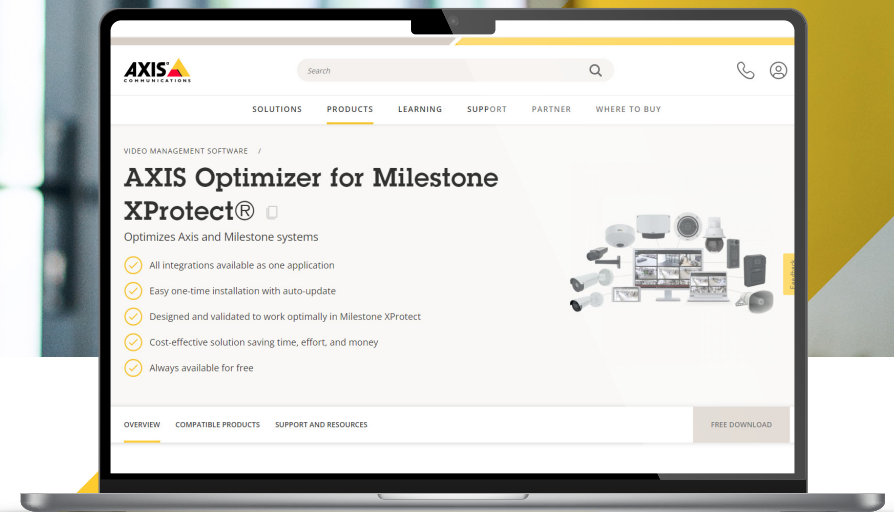 AXIS
COMMUNICATIONS
Search
SOLUTIONS PRODUCTS LEARNING SUPPORT PARTNER WHERE TO BUY
VIDEO MANAGEMENT SOFTWARE /
AXIS Optimizer for Milestone
XProtect®
Optimizes Axis and Milestone systems
All integrations available as one application
Easy one-time installation with auto-update
Designed and validated to work optimally in Milestone XProtect
Cost-effective solution saving time, effort, and money
Always available for free
Feedback
OVERVIEW COMPATIBLE PRODUCTS SUPPORT AND RESOURCES FREE DOWNLOAD